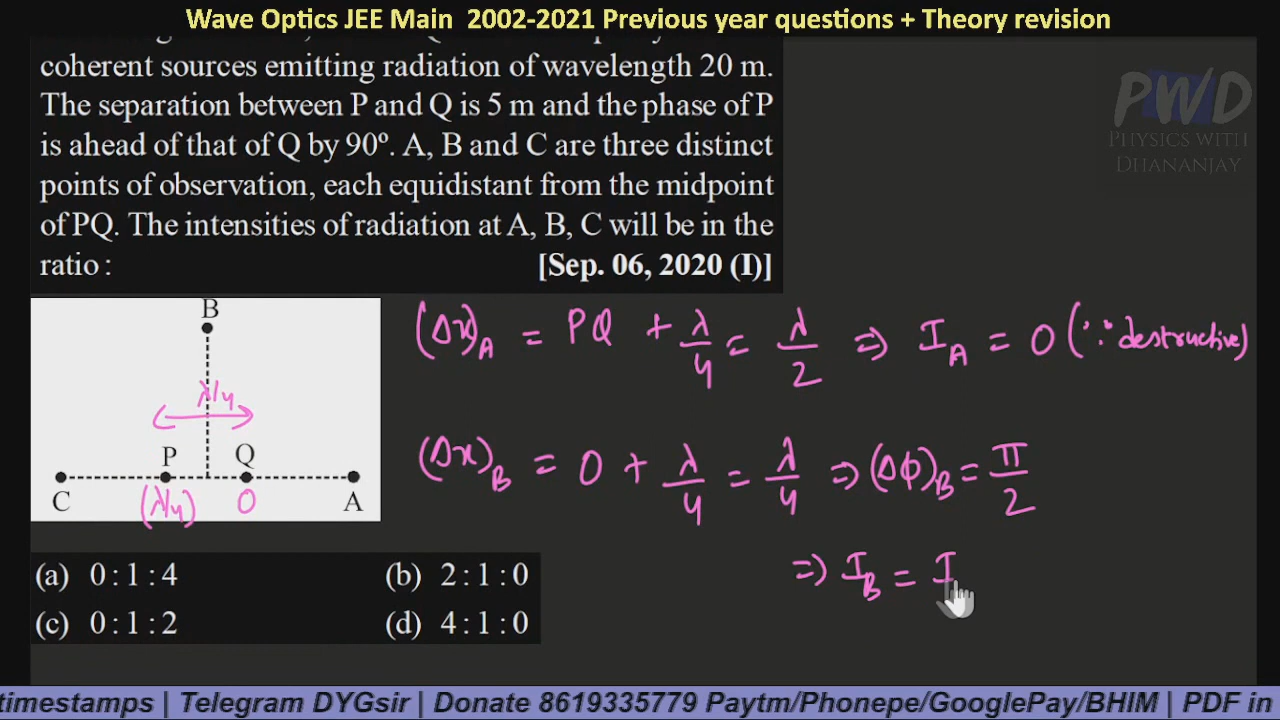 Wave Optics JEE Main 2002-2021 Previous year questions + Theory revision
coherent sources emitting radiation of wavelength 20 m.
The separation between P and Q is 5 m and the phase of P
is ahead of that of Q by 90º. A, B and C are three distinct
points of observation, each equidistant from the midpoint
of PQ. The intensities of radiation at A, B, C will be in the
ratio : [Sep. 06, 2020 (I)]
PWD
PHYSICS WITH
DHANANJAY
B
λ/4
P Q
C (λ/4) 0 A
(Δx)A = PQ + λ/4 = λ/2 => IA = 0 (∵ destructive)
(Δx)B = 0 + λ/4 = λ/4 => (Δφ)B = π/2
=> IB = I
(a) 0 : 1 : 4 (b) 2 : 1 : 0
(c) 0 : 1 : 2 (d) 4 : 1 : 0
timestamps | Telegram DYGsir | Donate 8619335779 Paytm/Phonepe/GooglePay/BHIM | PDF in